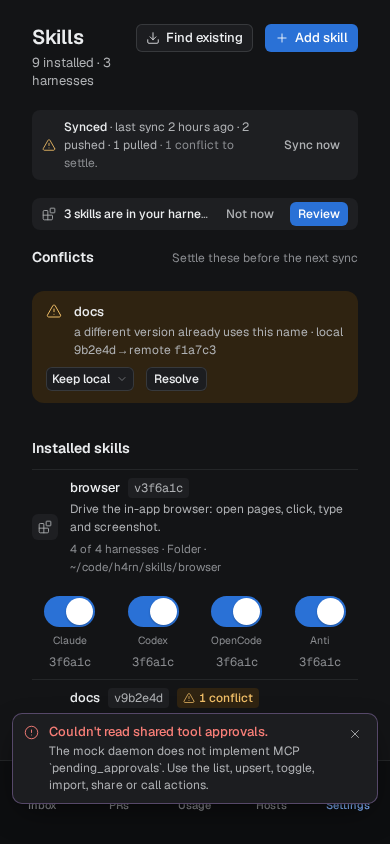 Skills
Find existing
Add skill
9 installed · 3
harnesses
Synced · last sync 2 hours ago · 2
pushed · 1 pulled · 1 conflict to
settle.
Sync now
3 skills are in your harne…
Not now
Review
Conflicts
Settle these before the next sync
docs
a different version already uses this name · local
9b2e4d→remote f1a7c3
Keep local
Resolve
Installed skills
browser v3f6a1c
Drive the in-app browser: open pages, click, type
and screenshot.
4 of 4 harnesses · Folder ·
~/code/h4rn/skills/browser
Claude Codex OpenCode Anti
3f6a1c 3f6a1c 3f6a1c 3f6a1c
docs v9b2e4d 1 conflict
Couldn't read shared tool approvals.
The mock daemon does not implement MCP
`pending_approvals`. Use the list, upsert, toggle,
import, share or call actions.
Inbox PRs Usage Hosts Settings